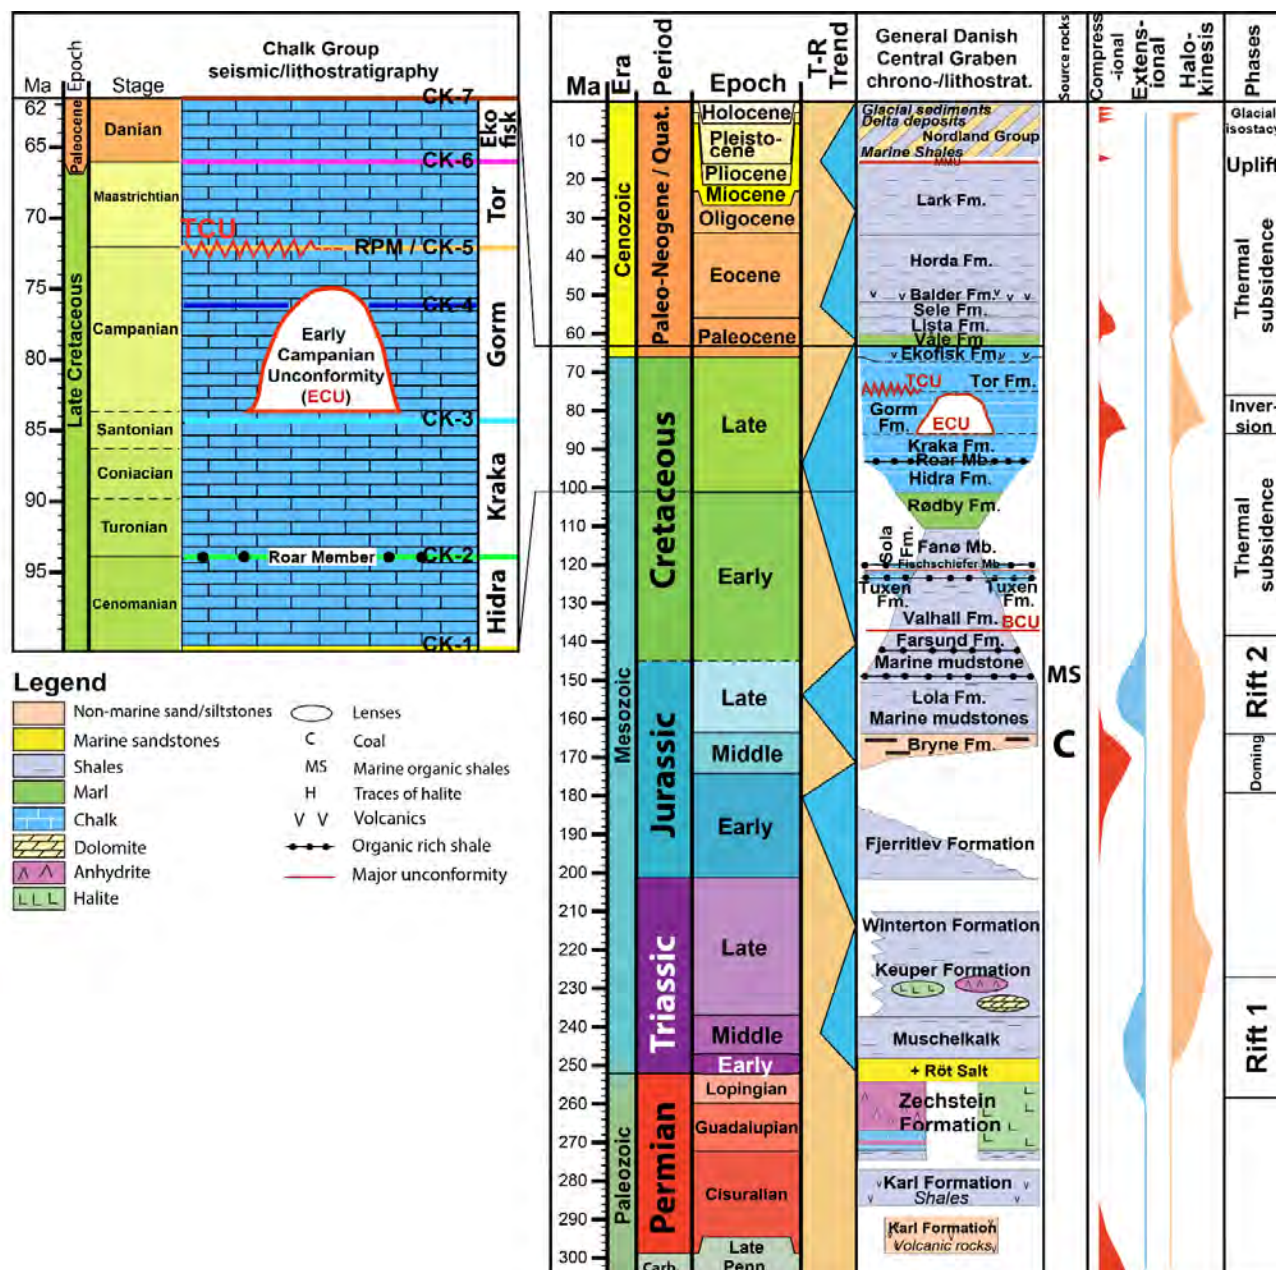 Chalk Group
seismic/lithostratigraphy
Ma
Epoch
Stage
62
65
70
75
80
85
90
95
Paleocene
Late Cretaceous
Danian
Maastrichtian
Campanian
Santonian
Coniacian
Turonian
Cenomanian
CK-7
CK-6
TCU
RPM / CK-5
CK-4
Early
Campanian
Unconformity
(ECU)
CK-3
Roar Member
CK-2
CK-1
Eko
fisk
Tor
Gorm
Kraka
Hidra
Legend
Non-marine sand/siltstones
Marine sandstones
Shales
Marl
Chalk
Dolomite
Anhydrite
Halite
Lenses
C Coal
MS Marine organic shales
H Traces of halite
V V Volcanics
Organic rich shale
Major unconformity
Ma
Era
Period
Epoch
T-R
Trend
General Danish
Central Graben
chrono-/lithostrat.
Source rocks
Compress
-ional
Extens-
ional
Halo-
kinesis
Phases
10
20
30
40
50
60
70
80
90
100
110
120
130
140
150
160
170
180
190
200
210
220
230
240
250
260
270
280
290
300
Cenozoic
Mesozoic
Paleozoic
Paleo-Neogene / Quat.
Cretaceous
Jurassic
Triassic
Permian
Carb.
Holocene
Pleisto-
cene
Pliocene
Miocene
Oligocene
Eocene
Paleocene
Late
Early
Late
Middle
Early
Late
Middle
Early
Lopingian
Guadalupian
Cisuralian
Late
Penn.
Glacial sediments
Delta deposits
Nordland Group
Marine Shales
MMU
Lark Fm.
Horda Fm.
Balder Fm.
Sele Fm.
Lista Fm.
Våle Fm
Ekofisk Fm.
TCU
Tor Fm.
Gorm
Fm.
ECU
Kraka Fm.
Roar Mb.
Hidra Fm.
Rødby Fm.
Sola
Fm.
Fanø Mb.
Fischschiefer Mb
Tuxen
Fm.
Tuxen
Fm.
Valhall Fm.
BCU
Farsund Fm.
Marine mudstone
Lola Fm.
Marine mudstones
Bryne Fm.
Fjerritlev Formation
Winterton Formation
Keuper Formation
Muschelkalk
+ Röt Salt
Zechstein
Formation
Karl Formation
Shales
Karl Formation
Volcanic rocks
MS
C
Glacial
isostacy
Uplift
Thermal
subsidence
Inver-
sion
Thermal
subsidence
Rift 2
Doming
Rift 1